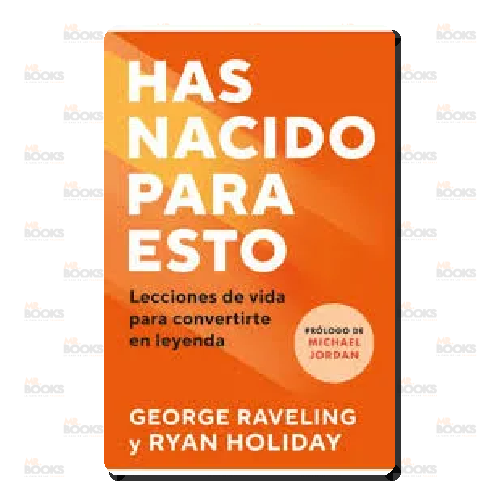 HAS
NACIDO
PARA
ESTO
Lecciones de vida
para convertirte
en leyenda
PRÓLOGO DE
MICHAEL
JORDAN
GEORGE RAVELING
y RYAN HOLIDAY